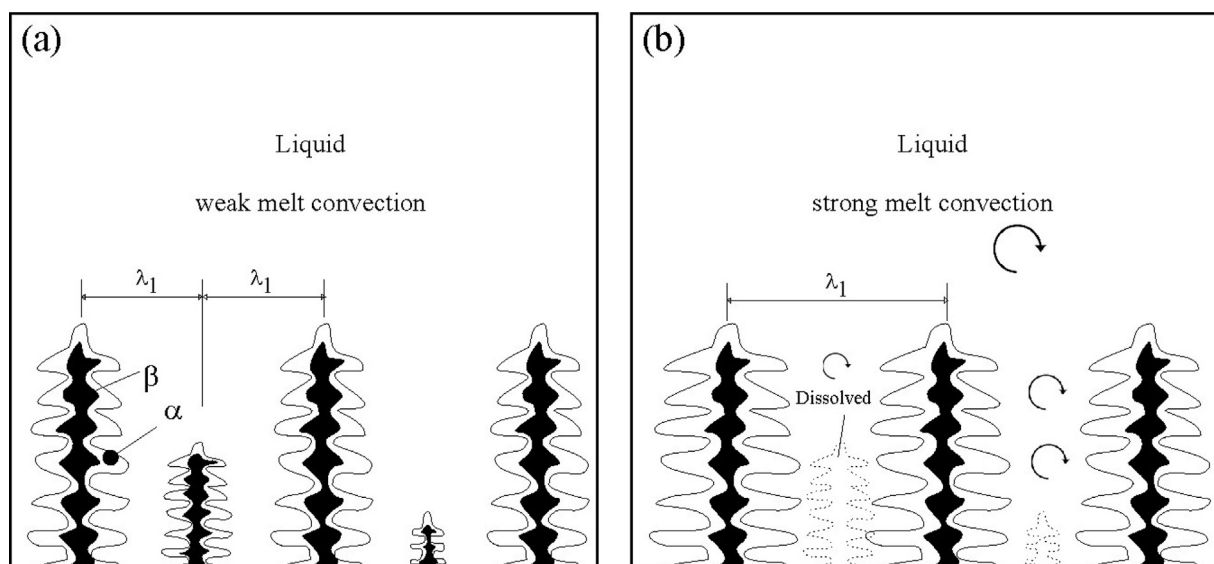 (a)
Liquid
weak melt convection
λ1
λ1
β
α
(b)
Liquid
strong melt convection
λ1
Dissolved